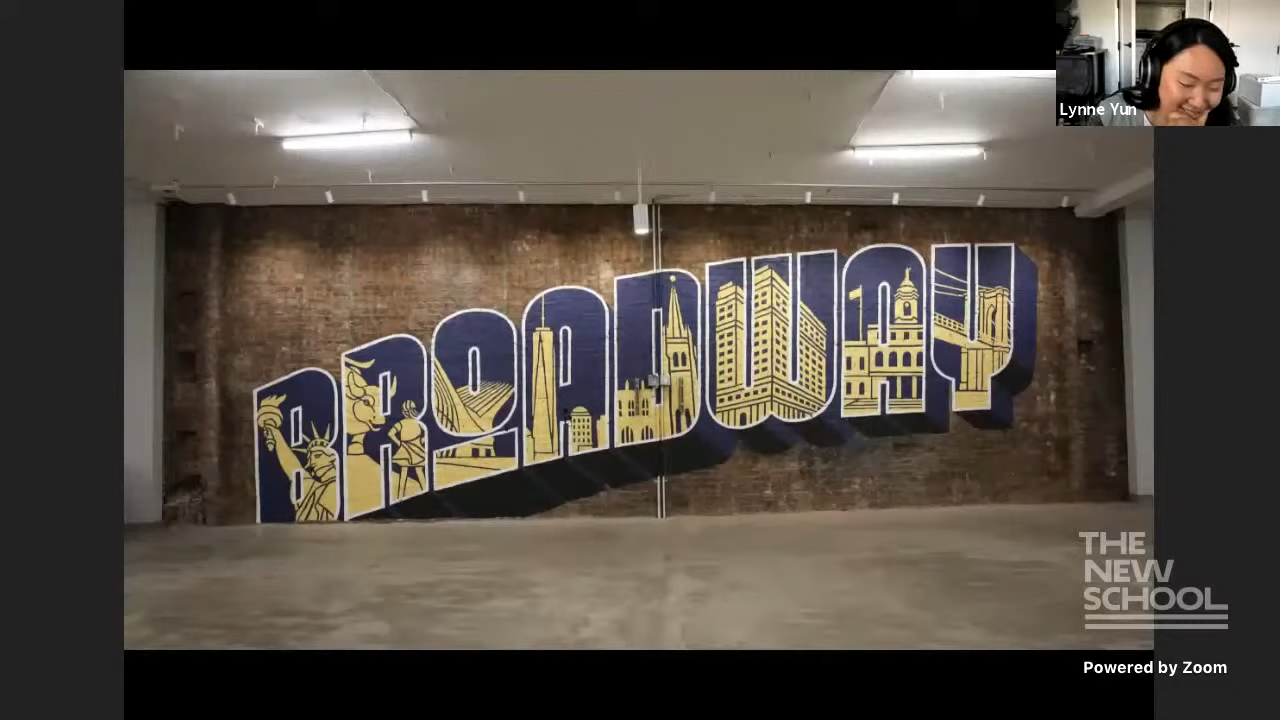 Lynne Yun
BROADWAY
THE
NEW
SCHOOL
Powered by Zoom